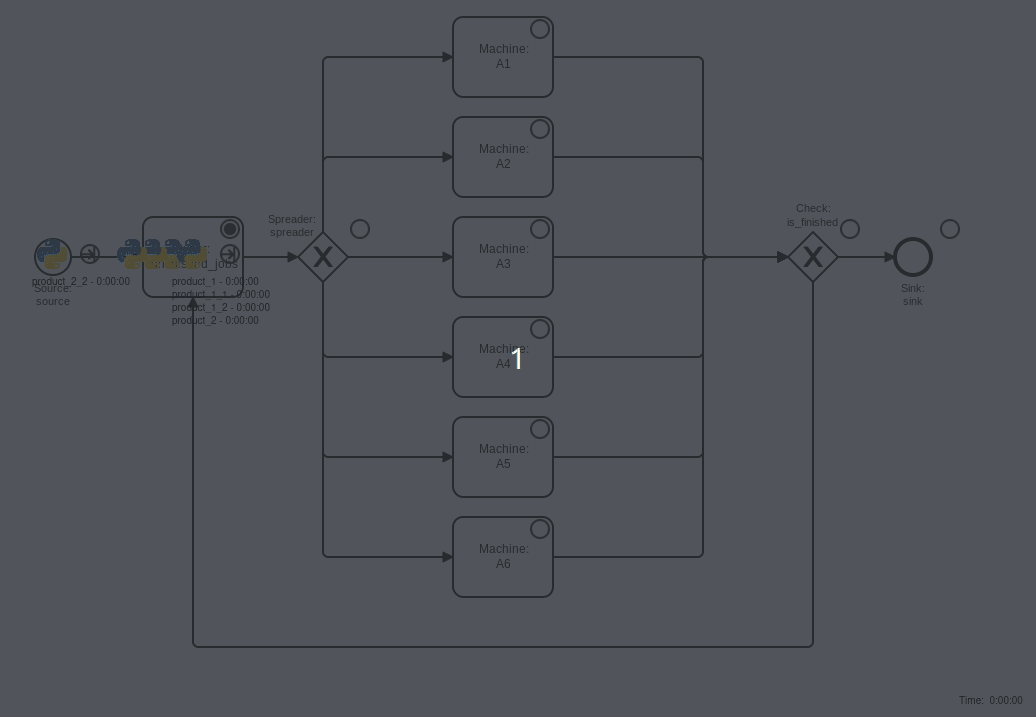 Machine:
A1
Machine:
A2
Check:
is_finished
Spreader:
spreader
X
Machine:
A3
X
product_2_2 - 0:00:00
Source:
source
product_1 - 0:00:00
product_1_1 - 0:00:00
product_1_2 - 0:00:00
product_2 - 0:00:00
Sink:
sink
Machine:
A4
1
Machine:
A5
Machine:
A6
Time: 0:00:00